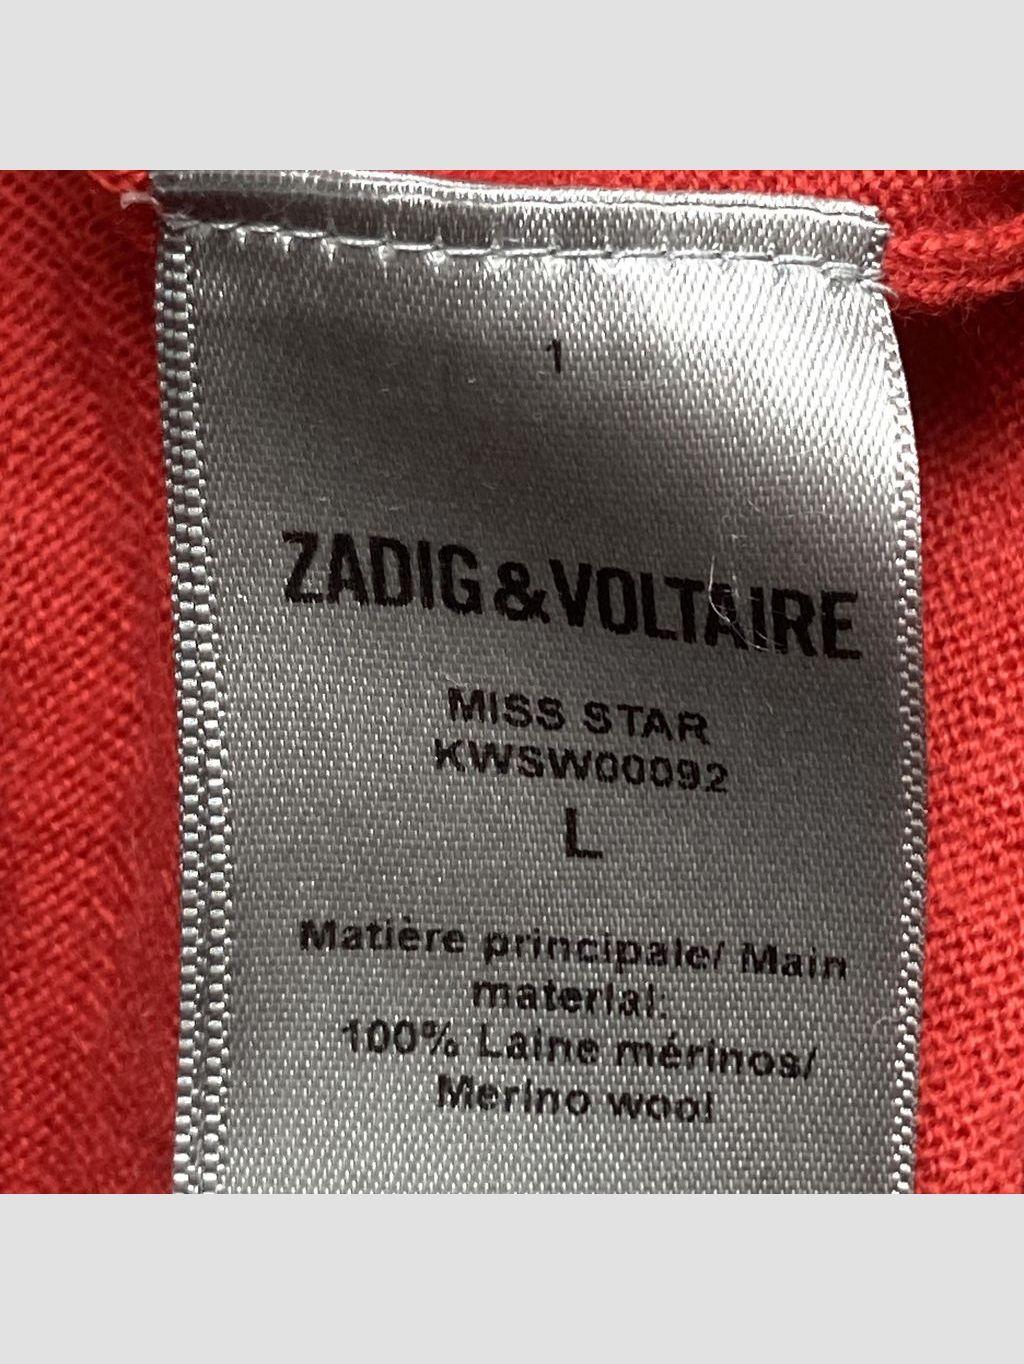 1
ZADIG&VOLTAIRE
MISS STAR
KWSW00092
L
Matière principale/ Main
material:
100% Laine mérinos/
Merino wool